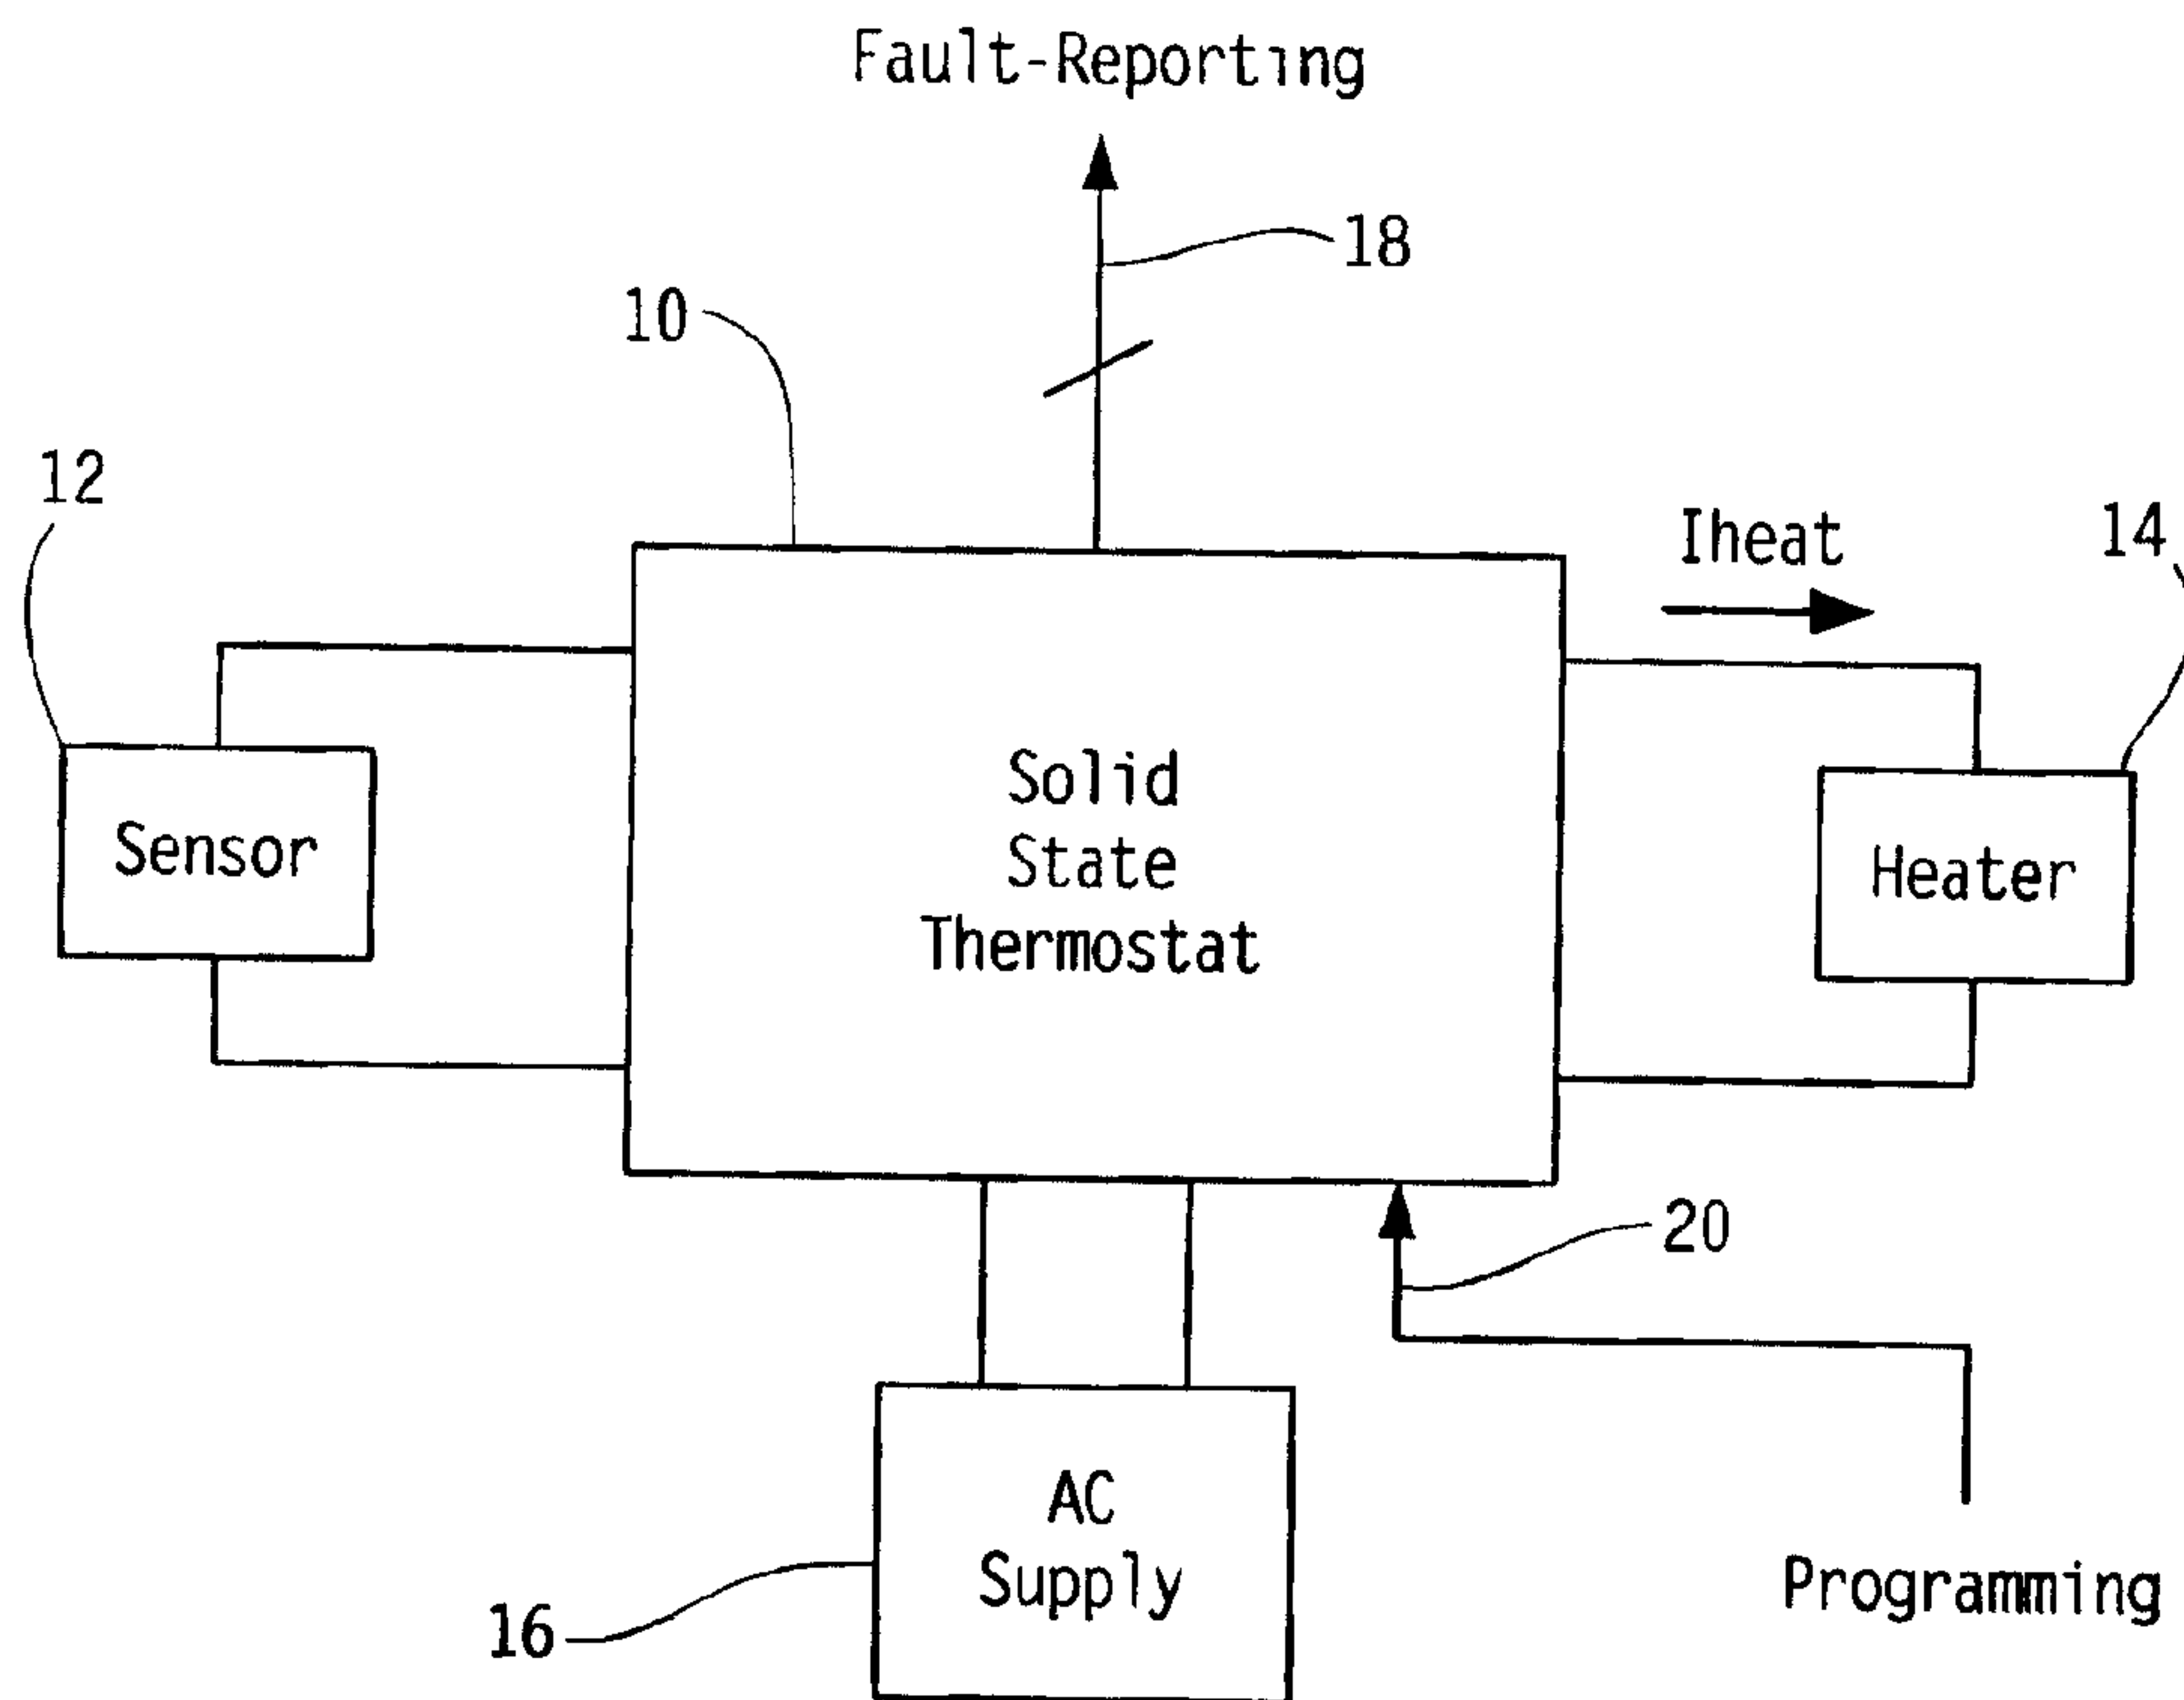 Fault-Reporting
18
10
12
Iheat
14
Solid
State
Thermostat
Sensor
Heater
20
AC
Supply
16
Programming